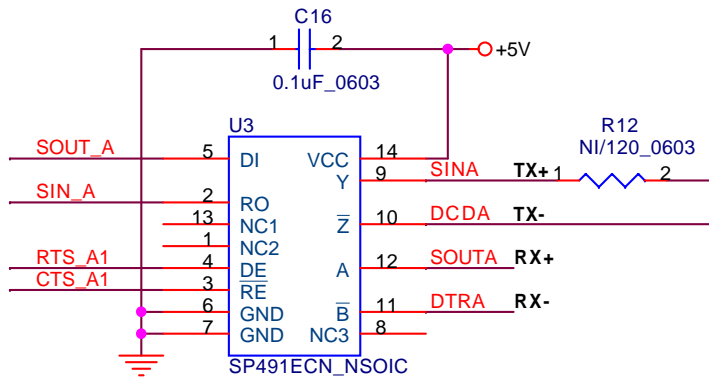 C16
1 2 +5V
0.1uF_0603
U3 R12
NI/120_0603
SOUT_A 5 DI VCC 14
9 Y SINA TX+ 1 2
SIN_A 2 RO
13 NC1 Z 10 DCDA TX-
1 NC2
RTS_A1 4 DE A 12 SOUTA RX+
CTS_A1 3 RE
6 GND B 11 DTRA RX-
7 GND NC3 8
SP491ECN_NSOIC